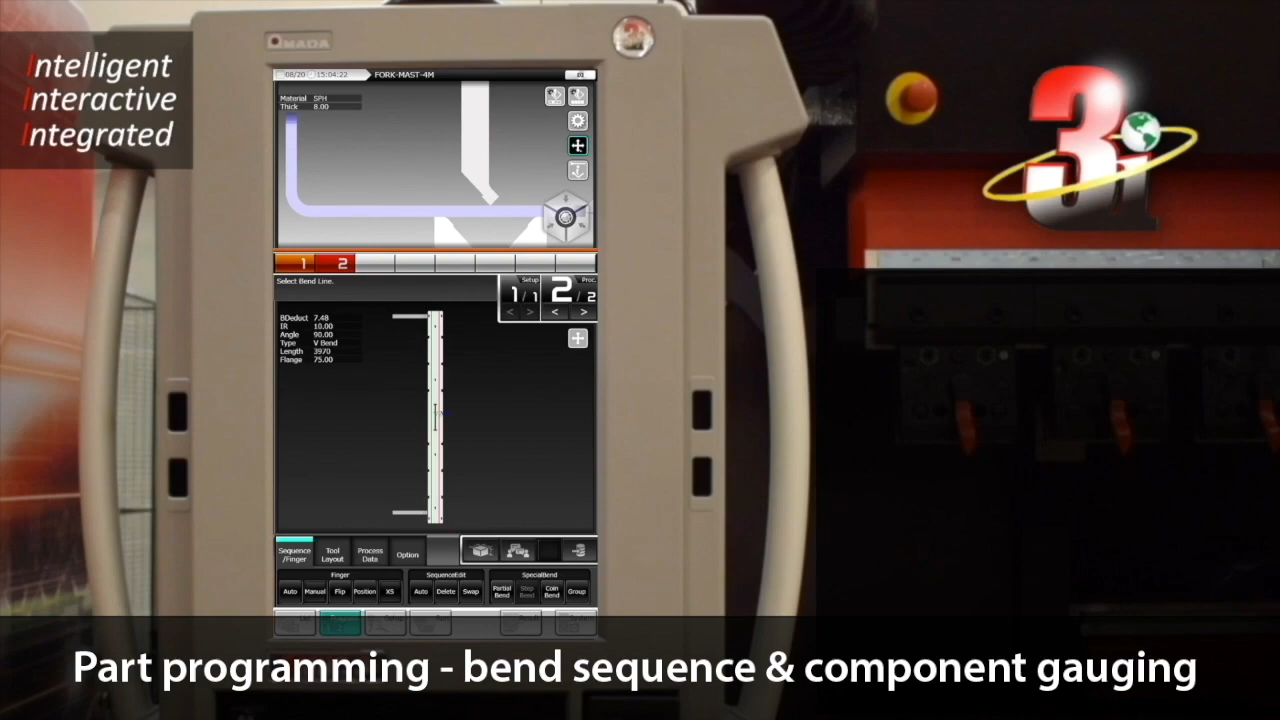 Intelligent
Interactive
Integrated
AMADA
3i
3i
08/20 15:04:22 FORK-MAST-4M
Material SPH
Thick 8.00
1 2
Select Bend Line.
Setup 1/1 Proc. 2/2
< > < >
BDeduct 7.48
IR 10.00
Angle 90.00
Type V Bend
Length 3970
Flange 75.00
Sequence /Finger Tool Layout Process Data Option
Finger SequenceEdit SpecialBend
Auto Manual Flip Position XS Auto Delete Swap Partial Bend Step Bend Coin Bend Group
Part programming - bend sequence & component gauging